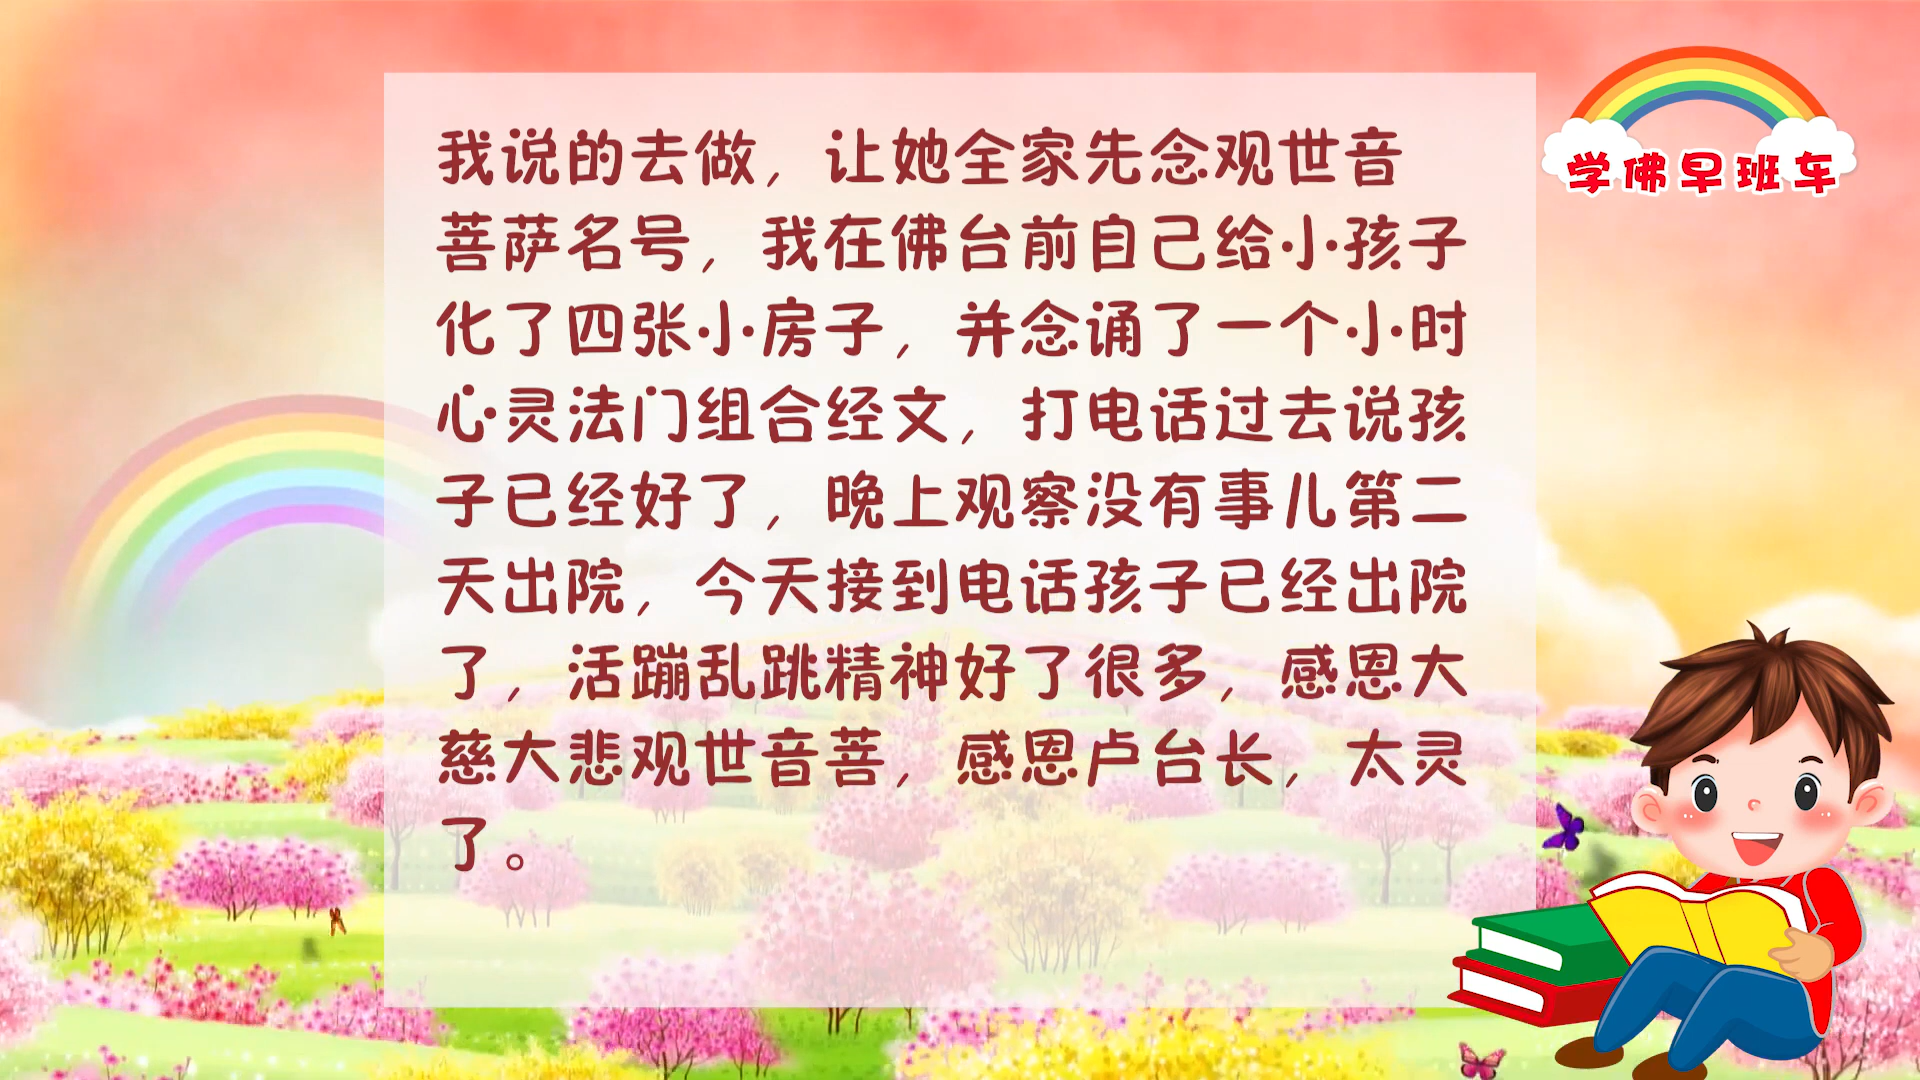 我说的去做，让她全家先念观世音
菩萨名号，我在佛台前自己给小孩子
化了四张小房子，并念诵了一个小时
心灵法门组合经文，打电话过去说孩
子已经好了，晚上观察没有事儿第二
天出院，今天接到电话孩子已经出院
了，活蹦乱跳精神好了很多，感恩大
慈大悲观世音菩，感恩卢台长，太灵
了。
学佛早班车